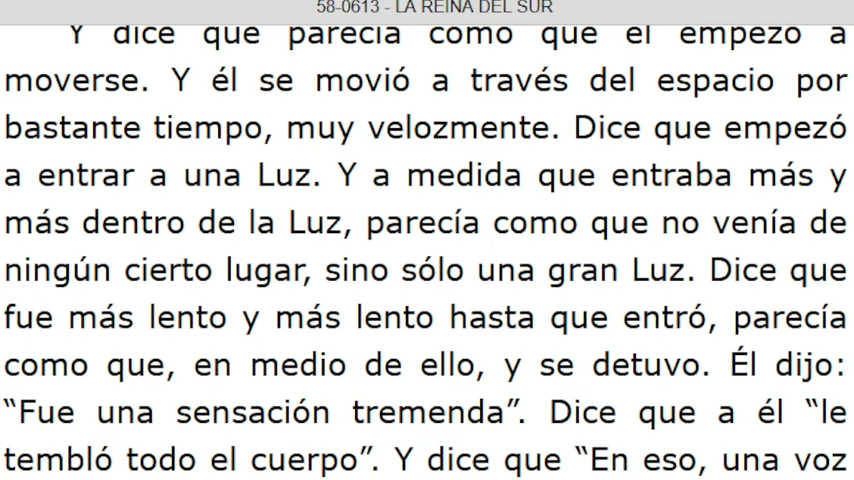 58-0613 - LA REINA DEL SUR
Y dice que parecía como que él empezó a
moverse. Y él se movió a través del espacio por
bastante tiempo, muy velozmente. Dice que empezó
a entrar a una Luz. Y a medida que entraba más y
más dentro de la Luz, parecía como que no venía de
ningún cierto lugar, sino sólo una gran Luz. Dice que
fue más lento y más lento hasta que entró, parecía
como que, en medio de ello, y se detuvo. Él dijo:
“Fue una sensación tremenda”. Dice que a él “le
tembló todo el cuerpo”. Y dice que “En eso, una voz